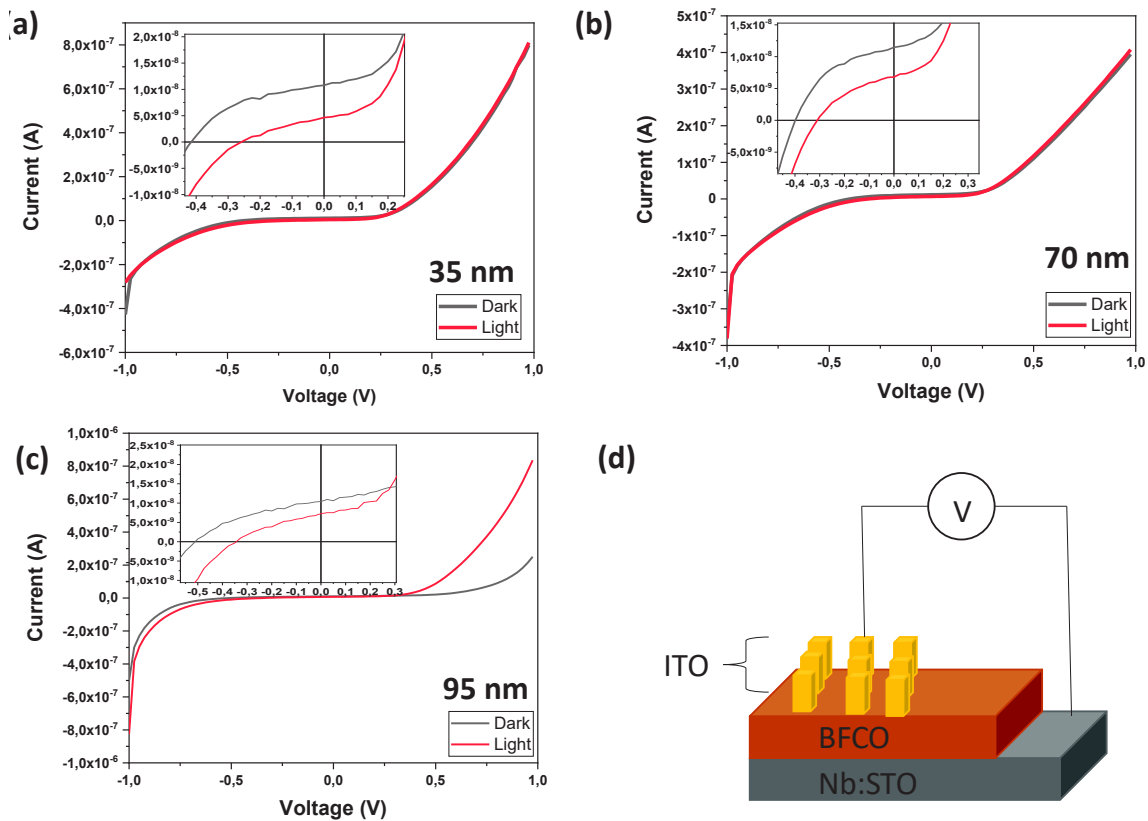 (a)
8,0x10⁻⁷
6,0x10⁻⁷
4,0x10⁻⁷
2,0x10⁻⁷
0,0
-2,0x10⁻⁷
-4,0x10⁻⁷
-6,0x10⁻⁷
Current (A)
-1,0 -0,5 0,0 0,5 1,0
Voltage (V)
2,0x10⁻⁸
1,5x10⁻⁸
1,0x10⁻⁸
5,0x10⁻⁹
0,0
-5,0x10⁻⁹
-1,0x10⁻⁸
-0,4 -0,3 -0,2 -0,1 0,0 0,1 0,2
35 nm
Dark
Light
(b)
5x10⁻⁷
4x10⁻⁷
3x10⁻⁷
2x10⁻⁷
1x10⁻⁷
0
-1x10⁻⁷
-2x10⁻⁷
-3x10⁻⁷
-4x10⁻⁷
Current (A)
-1,0 -0,5 0,0 0,5 1,0
Voltage (V)
1,5x10⁻⁸
1,0x10⁻⁸
5,0x10⁻⁹
0,0
-5,0x10⁻⁹
-0,4 -0,3 -0,2 -0,1 0,0 0,1 0,2 0,3
70 nm
Dark
Light
(c)
1,0x10⁻⁶
8,0x10⁻⁷
6,0x10⁻⁷
4,0x10⁻⁷
2,0x10⁻⁷
0,0
-2,0x10⁻⁷
-4,0x10⁻⁷
-6,0x10⁻⁷
-8,0x10⁻⁷
-1,0x10⁻⁶
Current (A)
-1,0 -0,5 0,0 0,5 1,0
Voltage (V)
2,5x10⁻⁸
2,0x10⁻⁸
1,5x10⁻⁸
1,0x10⁻⁸
5,0x10⁻⁹
0,0
-5,0x10⁻⁹
-1,0x10⁻⁸
-0,5 -0,4 -0,3 -0,2 -0,1 0,0 0,1 0,2 0,3
95 nm
Dark
Light
(d)
V
ITO
BFCO
Nb:STO